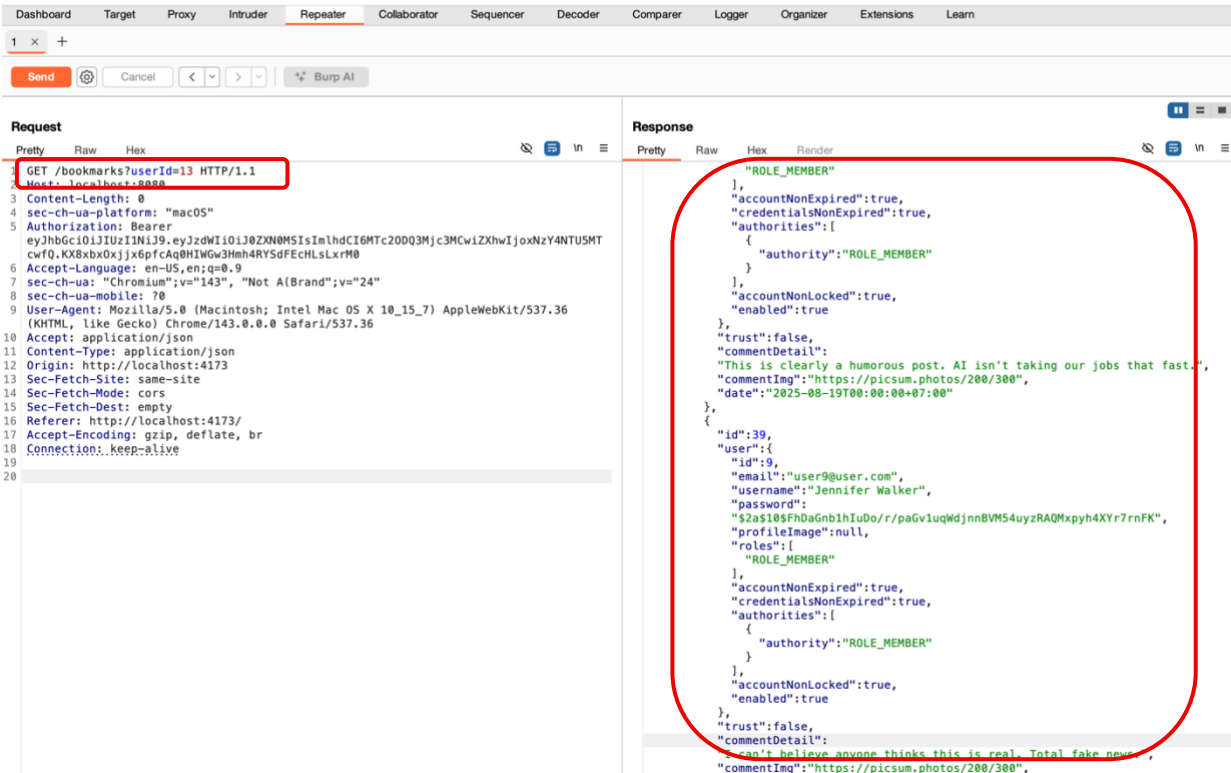 Dashboard Target Proxy Intruder Repeater Collaborator Sequencer Decoder Comparer Logger Organizer Extensions Learn
1 × +
Send Cancel < > Burp AI
Request
Pretty Raw Hex \n
1 GET /bookmarks?userId=13 HTTP/1.1
2 Host: localhost:8080
3 Content-Length: 0
4 sec-ch-ua-platform: "macOS"
5 Authorization: Bearer
eyJhbGciOiJIUzI1NiJ9.eyJzdWIiOiJ0ZXN0MSIsImlhdCI6MTc2ODQ3Mjc3MCwiZXhwIjoxNzY4NTU5MT
cwfQ.KX8xbxOxjjx6pfcAq0HIWGw3Hmh4RYSdFEcHLsLxrM0
6 Accept-Language: en-US,en;q=0.9
7 sec-ch-ua: "Chromium";v="143", "Not A(Brand";v="24"
8 sec-ch-ua-mobile: ?0
9 User-Agent: Mozilla/5.0 (Macintosh; Intel Mac OS X 10_15_7) AppleWebKit/537.36
(KHTML, like Gecko) Chrome/143.0.0.0 Safari/537.36
10 Accept: application/json
11 Content-Type: application/json
12 Origin: http://localhost:4173
13 Sec-Fetch-Site: same-site
14 Sec-Fetch-Mode: cors
15 Sec-Fetch-Dest: empty
16 Referer: http://localhost:4173/
17 Accept-Encoding: gzip, deflate, br
18 Connection: keep-alive
19
20
Response
Pretty Raw Hex Render \n
"ROLE_MEMBER"
],
"accountNonExpired":true,
"credentialsNonExpired":true,
"authorities":[
{
"authority":"ROLE_MEMBER"
}
],
"accountNonLocked":true,
"enabled":true
},
"trust":false,
"commentDetail":
"This is clearly a humorous post. AI isn't taking our jobs that fast.",
"commentImg":"https://picsum.photos/200/300",
"date":"2025-08-19T00:00:00+07:00"
},
{
"id":39,
"user":{
"id":9,
"email":"user9@user.com",
"username":"Jennifer Walker",
"password":
"$2a$10$FhDaGnb1hIuDo/r/paGv1uqWdjnnBVM54uyzRAQMxpyh4XYr7rnFK",
"profileImage":null,
"roles":[
"ROLE_MEMBER"
],
"accountNonExpired":true,
"credentialsNonExpired":true,
"authorities":[
{
"authority":"ROLE_MEMBER"
}
],
"accountNonLocked":true,
"enabled":true
},
"trust":false,
"commentDetail":
"I can't believe anyone thinks this is real. Total fake news.",
"commentImg":"https://picsum.photos/200/300",